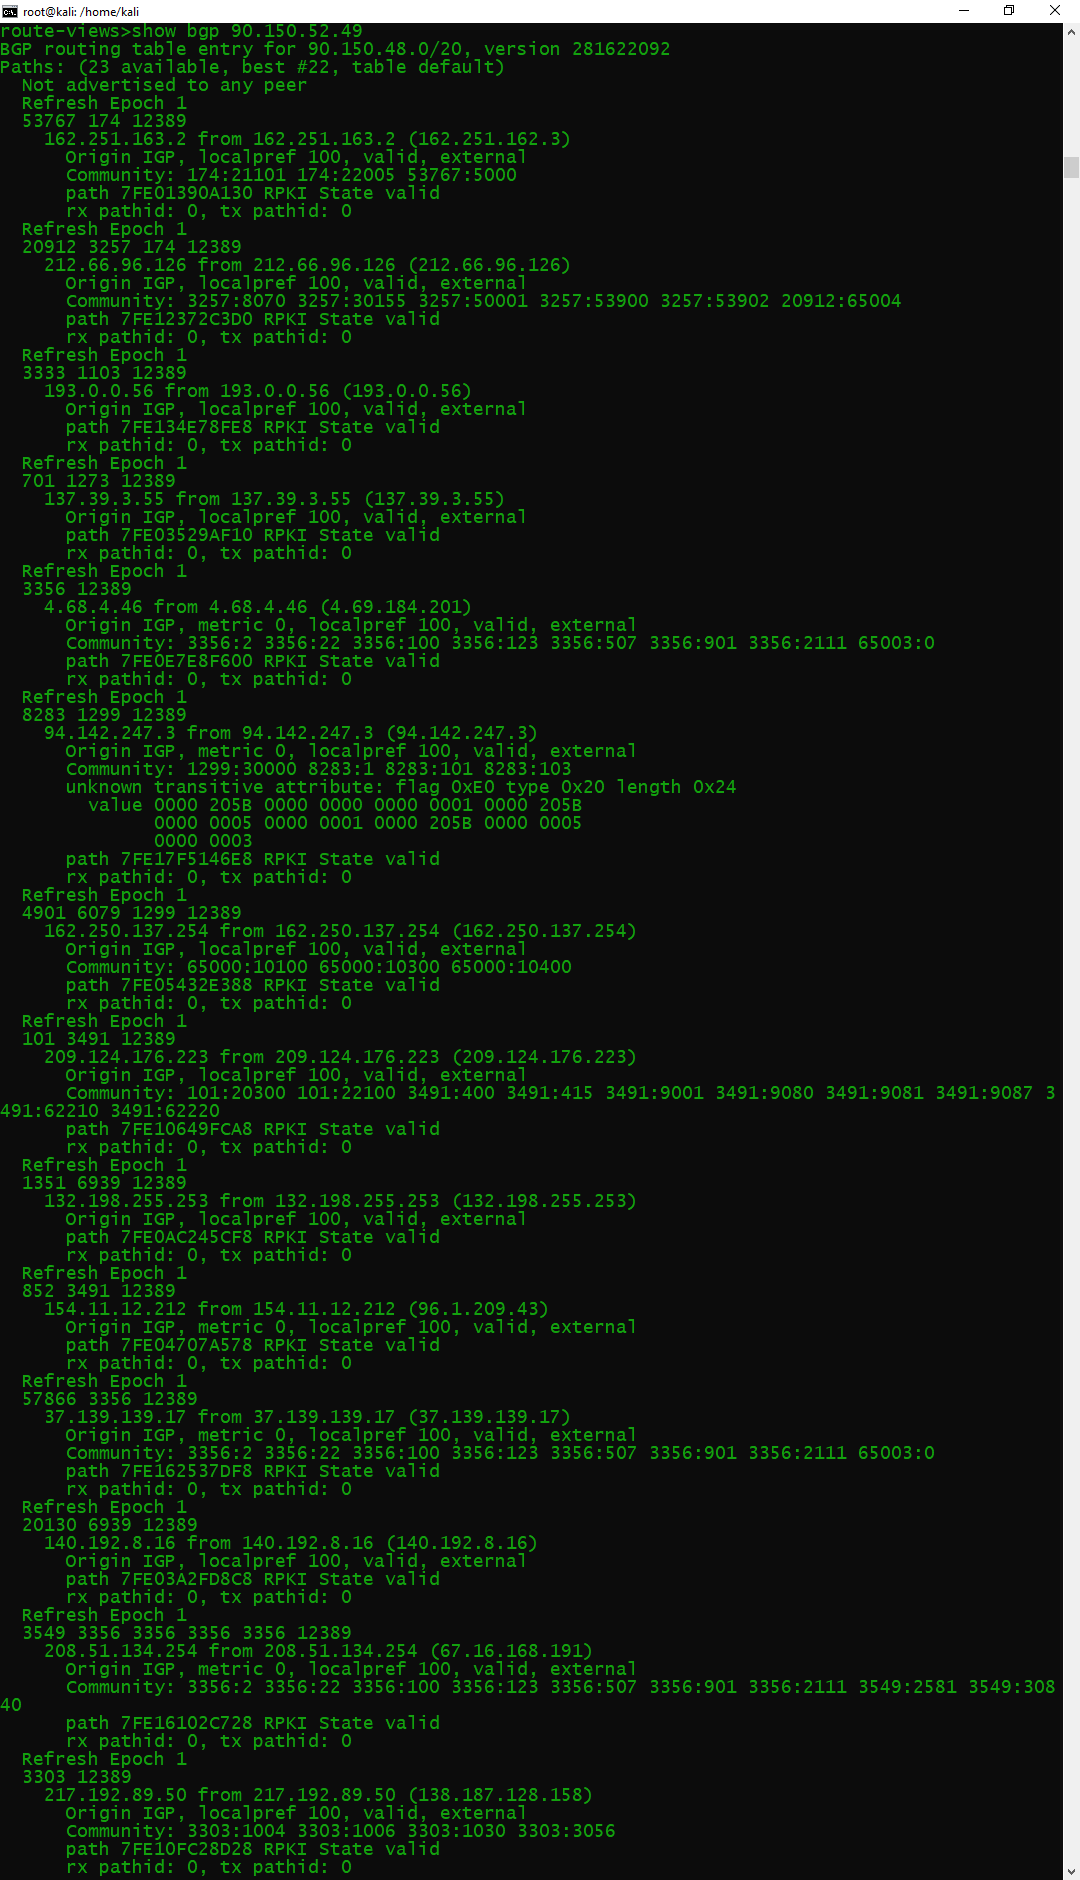 root@kali: /home/kali
route-views>show bgp 90.150.52.49
BGP routing table entry for 90.150.48.0/20, version 281622092
Paths: (23 available, best #22, table default)
  Not advertised to any peer
  Refresh Epoch 1
  53767 174 12389
    162.251.163.2 from 162.251.163.2 (162.251.162.3)
      Origin IGP, localpref 100, valid, external
      Community: 174:21101 174:22005 53767:5000
      path 7FE01390A130 RPKI State valid
      rx pathid: 0, tx pathid: 0
  Refresh Epoch 1
  20912 3257 174 12389
    212.66.96.126 from 212.66.96.126 (212.66.96.126)
      Origin IGP, localpref 100, valid, external
      Community: 3257:8070 3257:30155 3257:50001 3257:53900 3257:53902 20912:65004
      path 7FE12372C3D0 RPKI State valid
      rx pathid: 0, tx pathid: 0
  Refresh Epoch 1
  3333 1103 12389
    193.0.0.56 from 193.0.0.56 (193.0.0.56)
      Origin IGP, localpref 100, valid, external
      path 7FE134E78FE8 RPKI State valid
      rx pathid: 0, tx pathid: 0
  Refresh Epoch 1
  701 1273 12389
    137.39.3.55 from 137.39.3.55 (137.39.3.55)
      Origin IGP, localpref 100, valid, external
      path 7FE03529AF10 RPKI State valid
      rx pathid: 0, tx pathid: 0
  Refresh Epoch 1
  3356 12389
    4.68.4.46 from 4.68.4.46 (4.69.184.201)
      Origin IGP, metric 0, localpref 100, valid, external
      Community: 3356:2 3356:22 3356:100 3356:123 3356:507 3356:901 3356:2111 65003:0
      path 7FE0E7E8F600 RPKI State valid
      rx pathid: 0, tx pathid: 0
  Refresh Epoch 1
  8283 1299 12389
    94.142.247.3 from 94.142.247.3 (94.142.247.3)
      Origin IGP, metric 0, localpref 100, valid, external
      Community: 1299:30000 8283:1 8283:101 8283:103
      unknown transitive attribute: flag 0xE0 type 0x20 length 0x24
        value 0000 205B 0000 0000 0000 0001 0000 205B
              0000 0005 0000 0001 0000 205B 0000 0005
              0000 0003
      path 7FE17F5146E8 RPKI State valid
      rx pathid: 0, tx pathid: 0
  Refresh Epoch 1
  4901 6079 1299 12389
    162.250.137.254 from 162.250.137.254 (162.250.137.254)
      Origin IGP, localpref 100, valid, external
      Community: 65000:10100 65000:10300 65000:10400
      path 7FE05432E388 RPKI State valid
      rx pathid: 0, tx pathid: 0
  Refresh Epoch 1
  101 3491 12389
    209.124.176.223 from 209.124.176.223 (209.124.176.223)
      Origin IGP, localpref 100, valid, external
      Community: 101:20300 101:22100 3491:400 3491:415 3491:9001 3491:9080 3491:9081 3491:9087 3
491:62210 3491:62220
      path 7FE10649FCA8 RPKI State valid
      rx pathid: 0, tx pathid: 0
  Refresh Epoch 1
  1351 6939 12389
    132.198.255.253 from 132.198.255.253 (132.198.255.253)
      Origin IGP, localpref 100, valid, external
      path 7FE0AC245CF8 RPKI State valid
      rx pathid: 0, tx pathid: 0
  Refresh Epoch 1
  852 3491 12389
    154.11.12.212 from 154.11.12.212 (96.1.209.43)
      Origin IGP, metric 0, localpref 100, valid, external
      path 7FE04707A578 RPKI State valid
      rx pathid: 0, tx pathid: 0
  Refresh Epoch 1
  57866 3356 12389
    37.139.139.17 from 37.139.139.17 (37.139.139.17)
      Origin IGP, metric 0, localpref 100, valid, external
      Community: 3356:2 3356:22 3356:100 3356:123 3356:507 3356:901 3356:2111 65003:0
      path 7FE162537DF8 RPKI State valid
      rx pathid: 0, tx pathid: 0
  Refresh Epoch 1
  20130 6939 12389
    140.192.8.16 from 140.192.8.16 (140.192.8.16)
      Origin IGP, localpref 100, valid, external
      path 7FE03A2FD8C8 RPKI State valid
      rx pathid: 0, tx pathid: 0
  Refresh Epoch 1
  3549 3356 3356 3356 3356 12389
    208.51.134.254 from 208.51.134.254 (67.16.168.191)
      Origin IGP, metric 0, localpref 100, valid, external
      Community: 3356:2 3356:22 3356:100 3356:123 3356:507 3356:901 3356:2111 3549:2581 3549:308
40
      path 7FE16102C728 RPKI State valid
      rx pathid: 0, tx pathid: 0
  Refresh Epoch 1
  3303 12389
    217.192.89.50 from 217.192.89.50 (138.187.128.158)
      Origin IGP, localpref 100, valid, external
      Community: 3303:1004 3303:1006 3303:1030 3303:3056
      path 7FE10FC28D28 RPKI State valid
      rx pathid: 0, tx pathid: 0